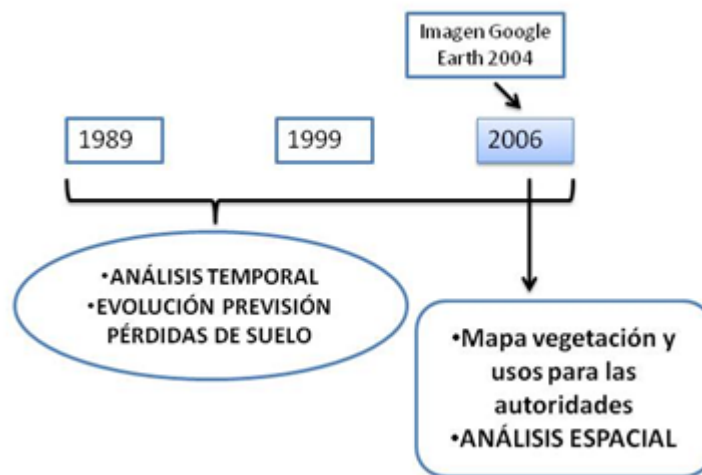 Imagen Google
Earth 2004
1989
1999
2006
•ANÁLISIS TEMPORAL
•EVOLUCIÓN PREVISIÓN
PÉRDIDAS DE SUELO
•Mapa vegetación y
usos para las
autoridades
•ANÁLISIS ESPACIAL